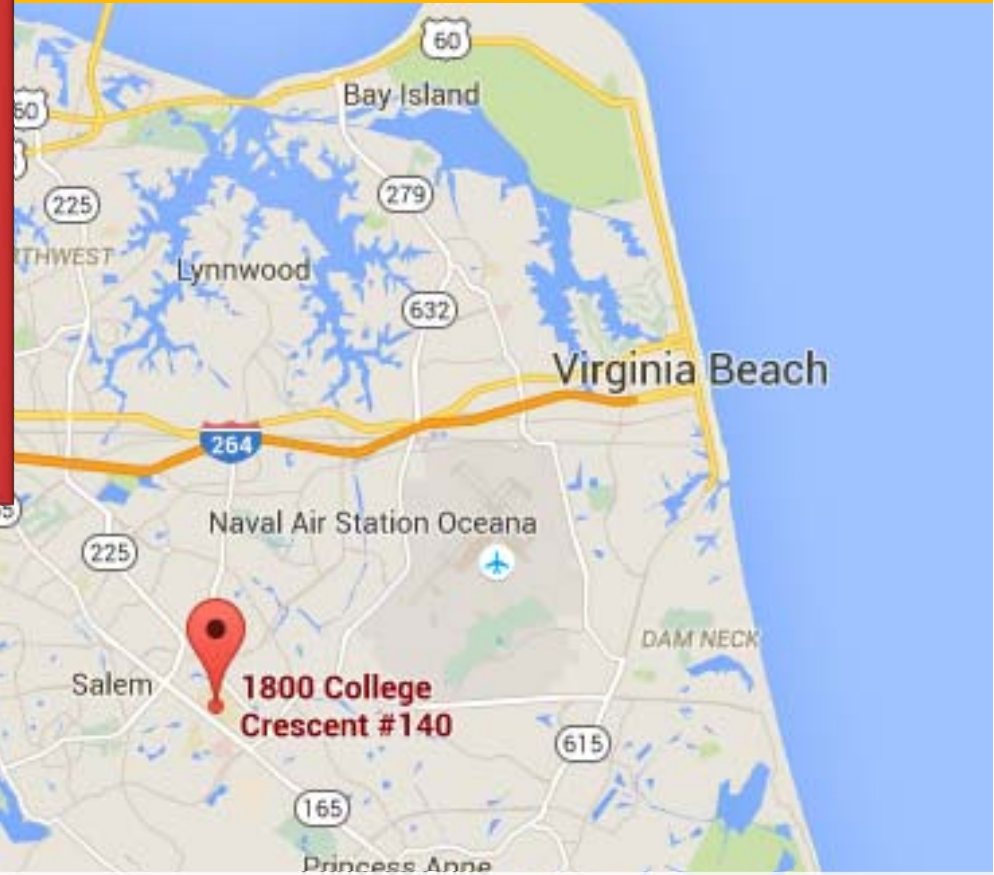 60
Bay Island
60
225
279
THWEST
Lynnwood
632
Virginia Beach
264
Naval Air Station Oceana
225
DAM NECK
Salem
1800 College
Crescent #140
615
165
Princess Anne